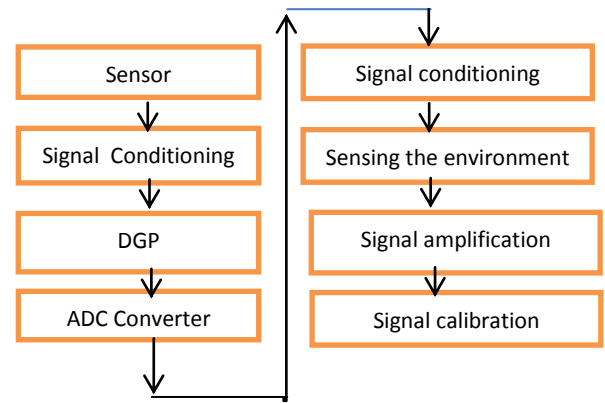 Sensor
Signal Conditioning
DGP
ADC Converter
Signal conditioning
Sensing the environment
Signal amplification
Signal calibration